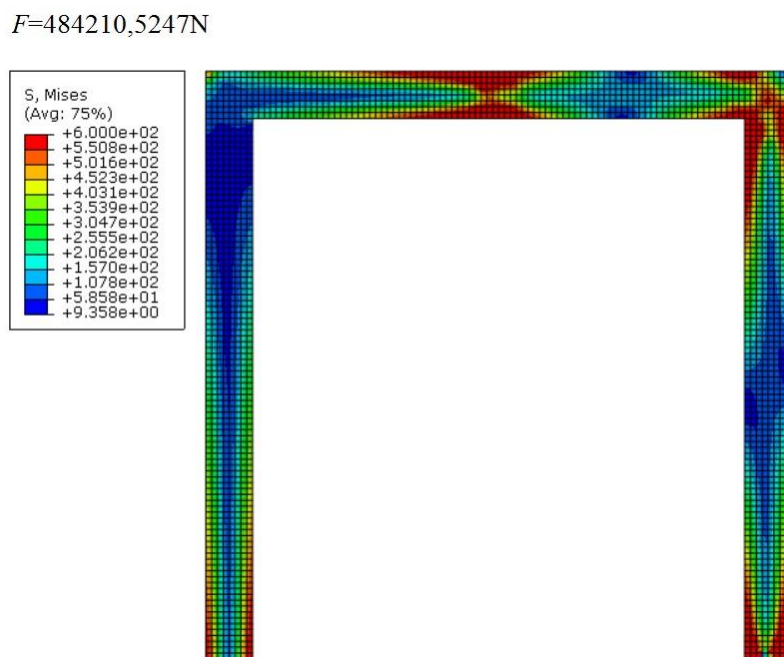 F=484210,5247N
S, Mises
(Avg: 75%)
+6.000e+02
+5.508e+02
+5.016e+02
+4.523e+02
+4.031e+02
+3.539e+02
+3.047e+02
+2.555e+02
+2.062e+02
+1.570e+02
+1.078e+02
+5.858e+01
+9.358e+00